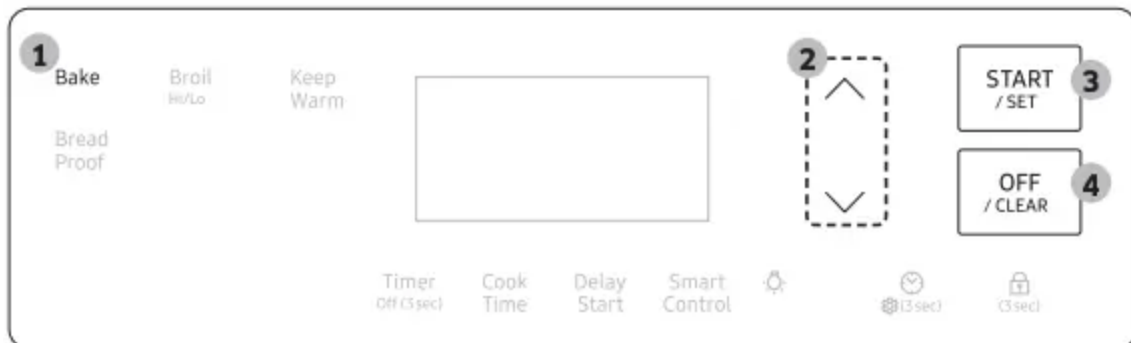 1
Bake
Broil
Hi/Lo
Keep
Warm
Bread
Proof
2
START
/ SET
3
OFF
/ CLEAR
4
Timer
Off (3 sec)
Cook
Time
Delay
Start
Smart
Control
(3 sec)
(3 sec)